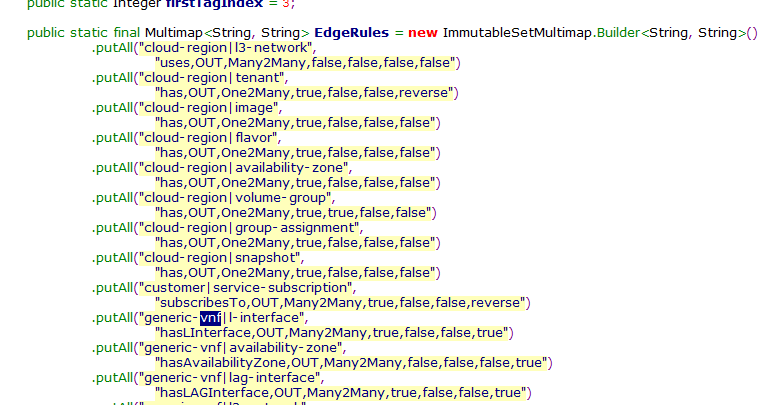 public static Integer firstTagIndex = 3;
public static final Multimap<String, String> EdgeRules = new ImmutableSetMultimap.Builder<String, String>()
.putAll("cloud-region|l3-network",
"uses,OUT,Many2Many,false,false,false,false")
.putAll("cloud-region|tenant",
"has,OUT,One2Many,true,false,false,reverse")
.putAll("cloud-region|image",
"has,OUT,One2Many,true,false,false,false")
.putAll("cloud-region|flavor",
"has,OUT,One2Many,true,false,false,false")
.putAll("cloud-region|availability-zone",
"has,OUT,One2Many,true,false,false,false")
.putAll("cloud-region|volume-group",
"has,OUT,One2Many,true,true,false,false")
.putAll("cloud-region|group-assignment",
"has,OUT,One2Many,true,false,false,false")
.putAll("cloud-region|snapshot",
"has,OUT,One2Many,true,false,false,false")
.putAll("customer|service-subscription",
"subscribesTo,OUT,Many2Many,true,false,false,reverse")
.putAll("generic-vnf|l-interface",
"hasLInterface,OUT,Many2Many,true,false,false,true")
.putAll("generic-vnf|availability-zone",
"hasAvailabilityZone,OUT,Many2Many,false,false,false,true")
.putAll("generic-vnf|lag-interface",
"hasLAGInterface,OUT,Many2Many,true,false,false,true")